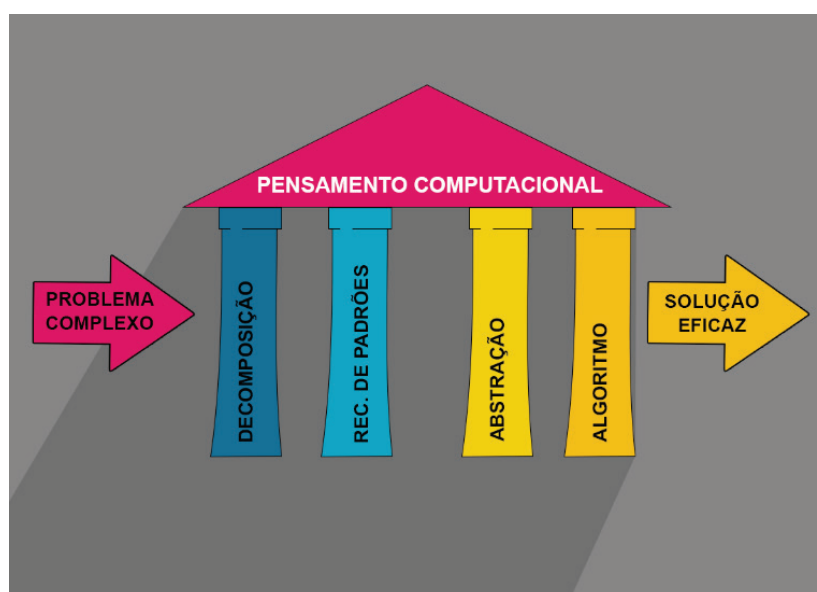 PENSAMENTO COMPUTACIONAL
PROBLEMA
COMPLEXO
DECOMPOSIÇÃO
REC. DE PADRÕES
ABSTRAÇÃO
ALGORITMO
SOLUÇÃO
EFICAZ